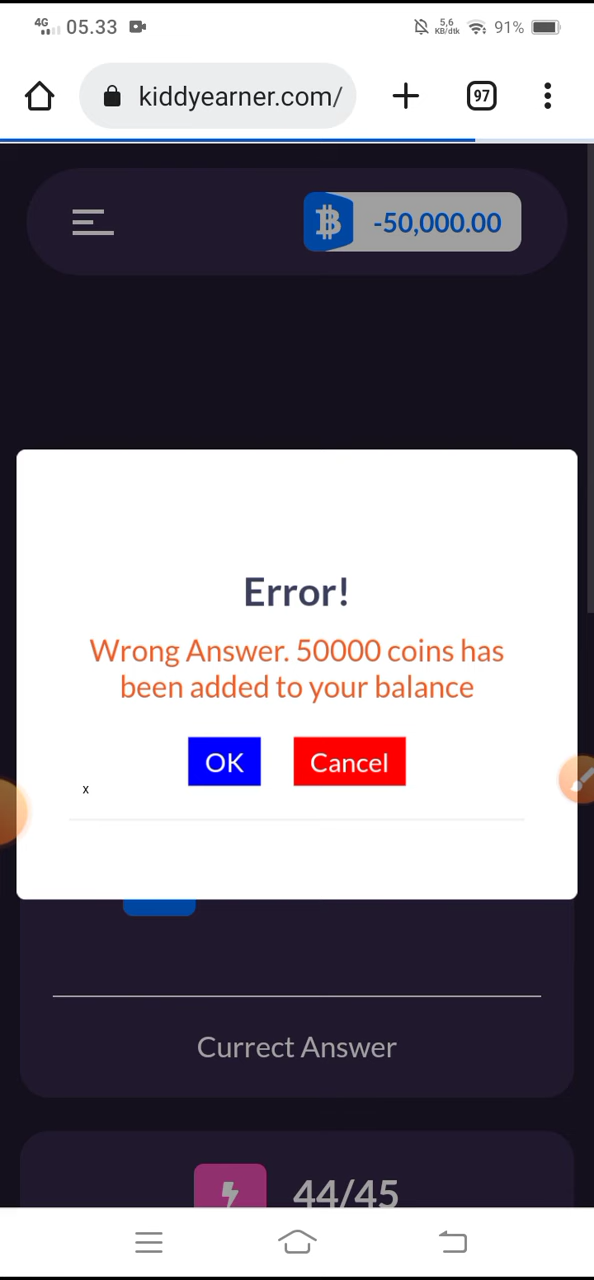 4G 05.33 5,6 KB/dtk 91%
kiddyearner.com/ 97
-50,000.00
Error!
Wrong Answer. 50000 coins has
been added to your balance
OK Cancel
x
Currect Answer
44/45